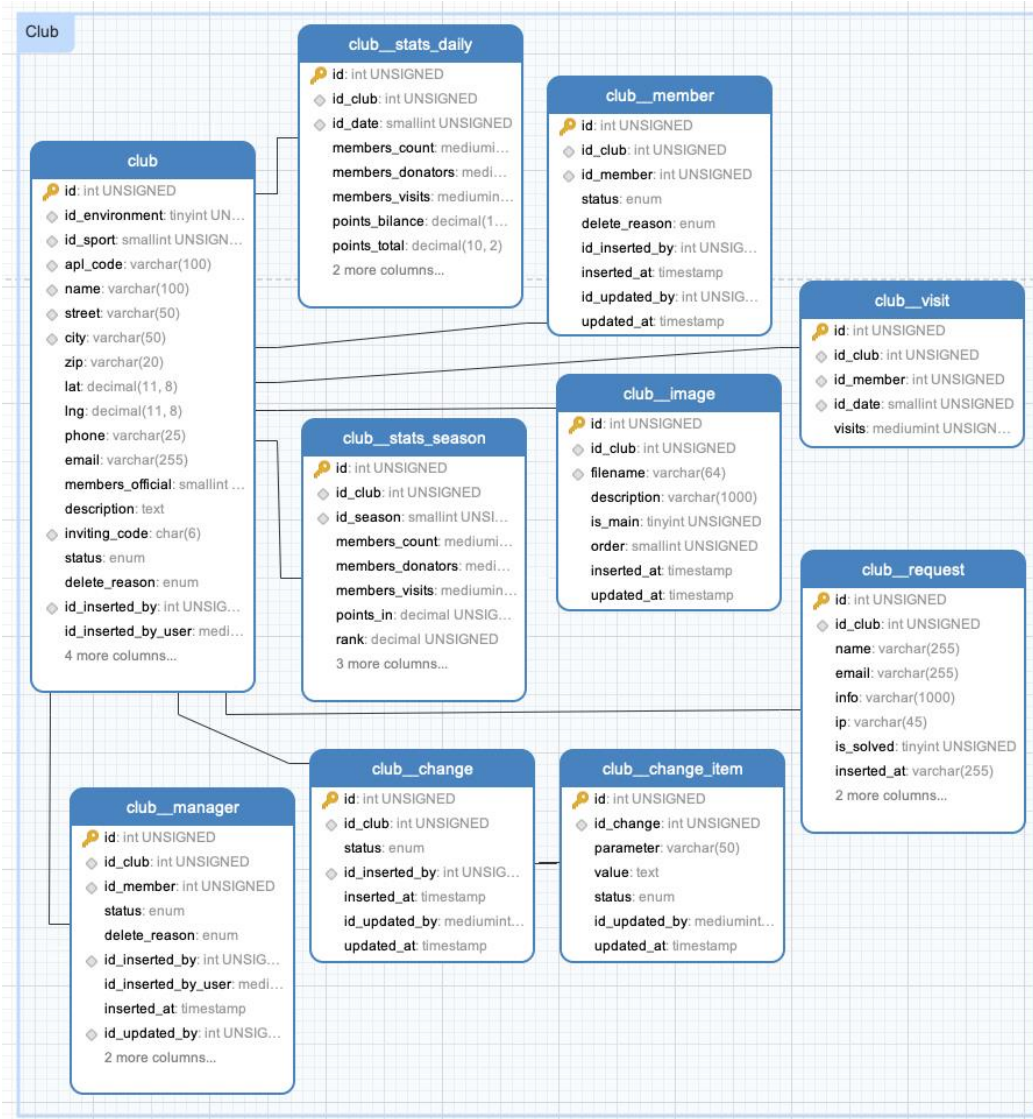 Club
club__stats_daily
id: int UNSIGNED
id_club: int UNSIGNED
id_date: smallint UNSIGNED
members_count: mediumi...
members_donators: medi...
members_visits: mediumin...
points_bilance: decimal(1...
points_total: decimal(10, 2)
2 more columns...
club__member
id: int UNSIGNED
id_club: int UNSIGNED
id_member: int UNSIGNED
status: enum
delete_reason: enum
id_inserted_by: int UNSIG...
inserted_at: timestamp
id_updated_by: int UNSIG...
updated_at: timestamp
club
id: int UNSIGNED
id_environment: tinyint UN...
id_sport: smallint UNSIGN...
apl_code: varchar(100)
name: varchar(100)
street: varchar(50)
city: varchar(50)
zip: varchar(20)
lat: decimal(11, 8)
lng: decimal(11, 8)
phone: varchar(25)
email: varchar(255)
members_official: smallint ...
description: text
inviting_code: char(6)
status: enum
delete_reason: enum
id_inserted_by: int UNSIG...
id_inserted_by_user: medi...
4 more columns...
club__visit
id: int UNSIGNED
id_club: int UNSIGNED
id_member: int UNSIGNED
id_date: smallint UNSIGNED
visits: mediumint UNSIGN...
club__image
id: int UNSIGNED
id_club: int UNSIGNED
filename: varchar(64)
description: varchar(1000)
is_main: tinyint UNSIGNED
order: smallint UNSIGNED
inserted_at: timestamp
updated_at: timestamp
club__stats_season
id: int UNSIGNED
id_club: int UNSIGNED
id_season: smallint UNSI...
members_count: mediumi...
members_donators: medi...
members_visits: mediumin...
points_in: decimal UNSIG...
rank: decimal UNSIGNED
3 more columns...
club__request
id: int UNSIGNED
id_club: int UNSIGNED
name: varchar(255)
email: varchar(255)
info: varchar(1000)
ip: varchar(45)
is_solved: tinyint UNSIGNED
inserted_at: varchar(255)
2 more columns...
club__manager
id: int UNSIGNED
id_club: int UNSIGNED
id_member: int UNSIGNED
status: enum
delete_reason: enum
id_inserted_by: int UNSIG...
id_inserted_by_user: medi...
inserted_at: timestamp
id_updated_by: int UNSIG...
2 more columns...
club__change
id: int UNSIGNED
id_club: int UNSIGNED
status: enum
id_inserted_by: int UNSIG...
inserted_at: timestamp
id_updated_by: mediumint...
updated_at: timestamp
club__change_item
id: int UNSIGNED
id_change: int UNSIGNED
parameter: varchar(50)
value: text
status: enum
id_updated_by: mediumint...
updated_at: timestamp